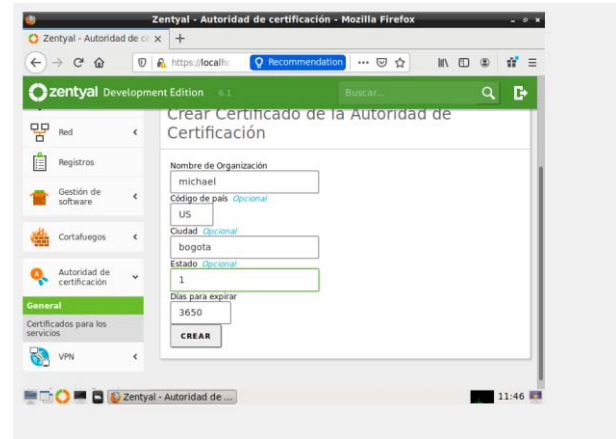 Zentyal - Autoridad de certificación - Mozilla Firefox
Zentyal - Autoridad de ce
https://localh
Recommendation
zentyal Development Edition 6.1
Buscar...
Crear Certificado de la Autoridad de
Certificación
Red
Registros
Gestión de
software
Cortafuegos
Autoridad de
certificación
General
Certificados para los
servicios
VPN
Nombre de Organización
michael
Código de país Opcional
US
Ciudad Opcional
bogota
Estado Opcional
1
Días para expirar
3650
CREAR
Zentyal - Autoridad de ...
11:46